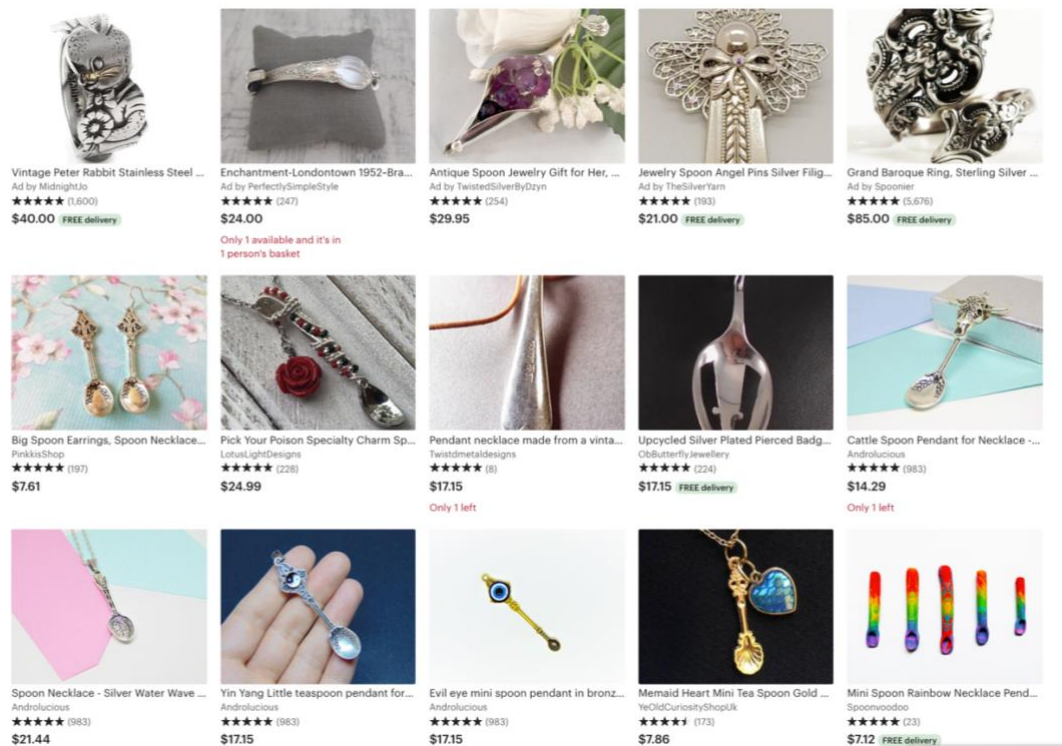 Vintage Peter Rabbit Stainless Steel ...
Ad by MidnightJo
★★★★★ (1,600)
$40.00 FREE delivery
Enchantment-Londontown 1952-Bra...
Ad by PerfectlySimpleStyle
★★★★★ (247)
$24.00
Only 1 available and it's in
1 person's basket
Antique Spoon Jewelry Gift for Her, ...
Ad by TwistedSilverByDzyn
★★★★★ (254)
$29.95
Jewelry Spoon Angel Pins Silver Filig...
Ad by TheSilverYarn
★★★★★ (193)
$21.00 FREE delivery
Grand Baroque Ring, Sterling Silver ...
Ad by Spoonier
★★★★★ (5,676)
$85.00 FREE delivery
Big Spoon Earrings, Spoon Necklace...
PinkkisShop
★★★★★ (197)
$7.61
Pick Your Poison Specialty Charm Sp...
LotusLightDesigns
★★★★★ (228)
$24.99
Pendant necklace made from a vinta...
Twistdmetaldesigns
★★★★★ (8)
$17.15
Only 1 left
Upcycled Silver Plated Pierced Badg...
ObButterflyJewellery
★★★★★ (224)
$17.15 FREE delivery
Cattle Spoon Pendant for Necklace -...
Androlucious
★★★★★ (983)
$14.29
Only 1 left
Spoon Necklace - Silver Water Wave ...
Androlucious
★★★★★ (983)
$21.44
Yin Yang Little teaspoon pendant for...
Androlucious
★★★★★ (983)
$17.15
Evil eye mini spoon pendant in bronz...
Androlucious
★★★★★ (983)
$17.15
Memaid Heart Mini Tea Spoon Gold ...
YeOldCuriosityShopUk
★★★★★ (173)
$7.86
Mini Spoon Rainbow Necklace Pend...
Spoonvoodoo
★★★★★ (23)
$7.12 FREE delivery